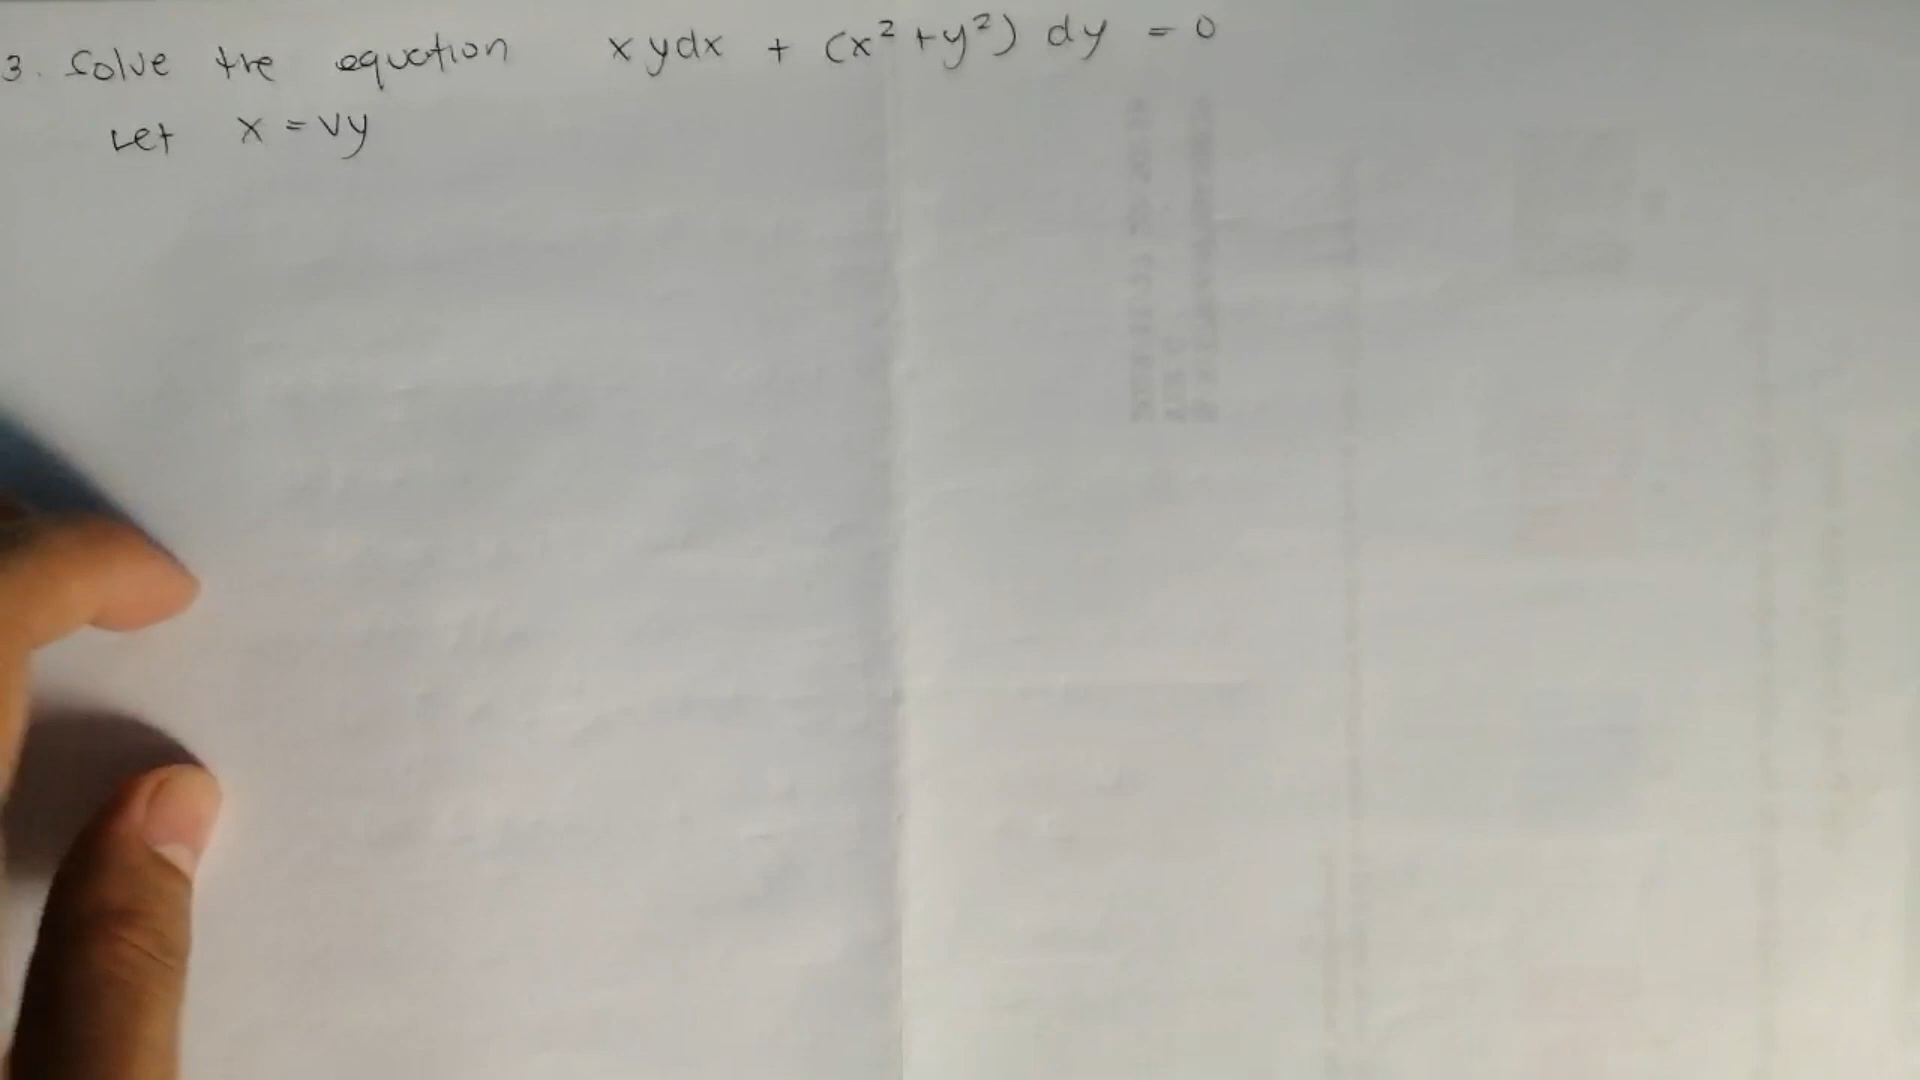 3. Solve the equation xydx + (x² + y²) dy = 0
Let x = vy